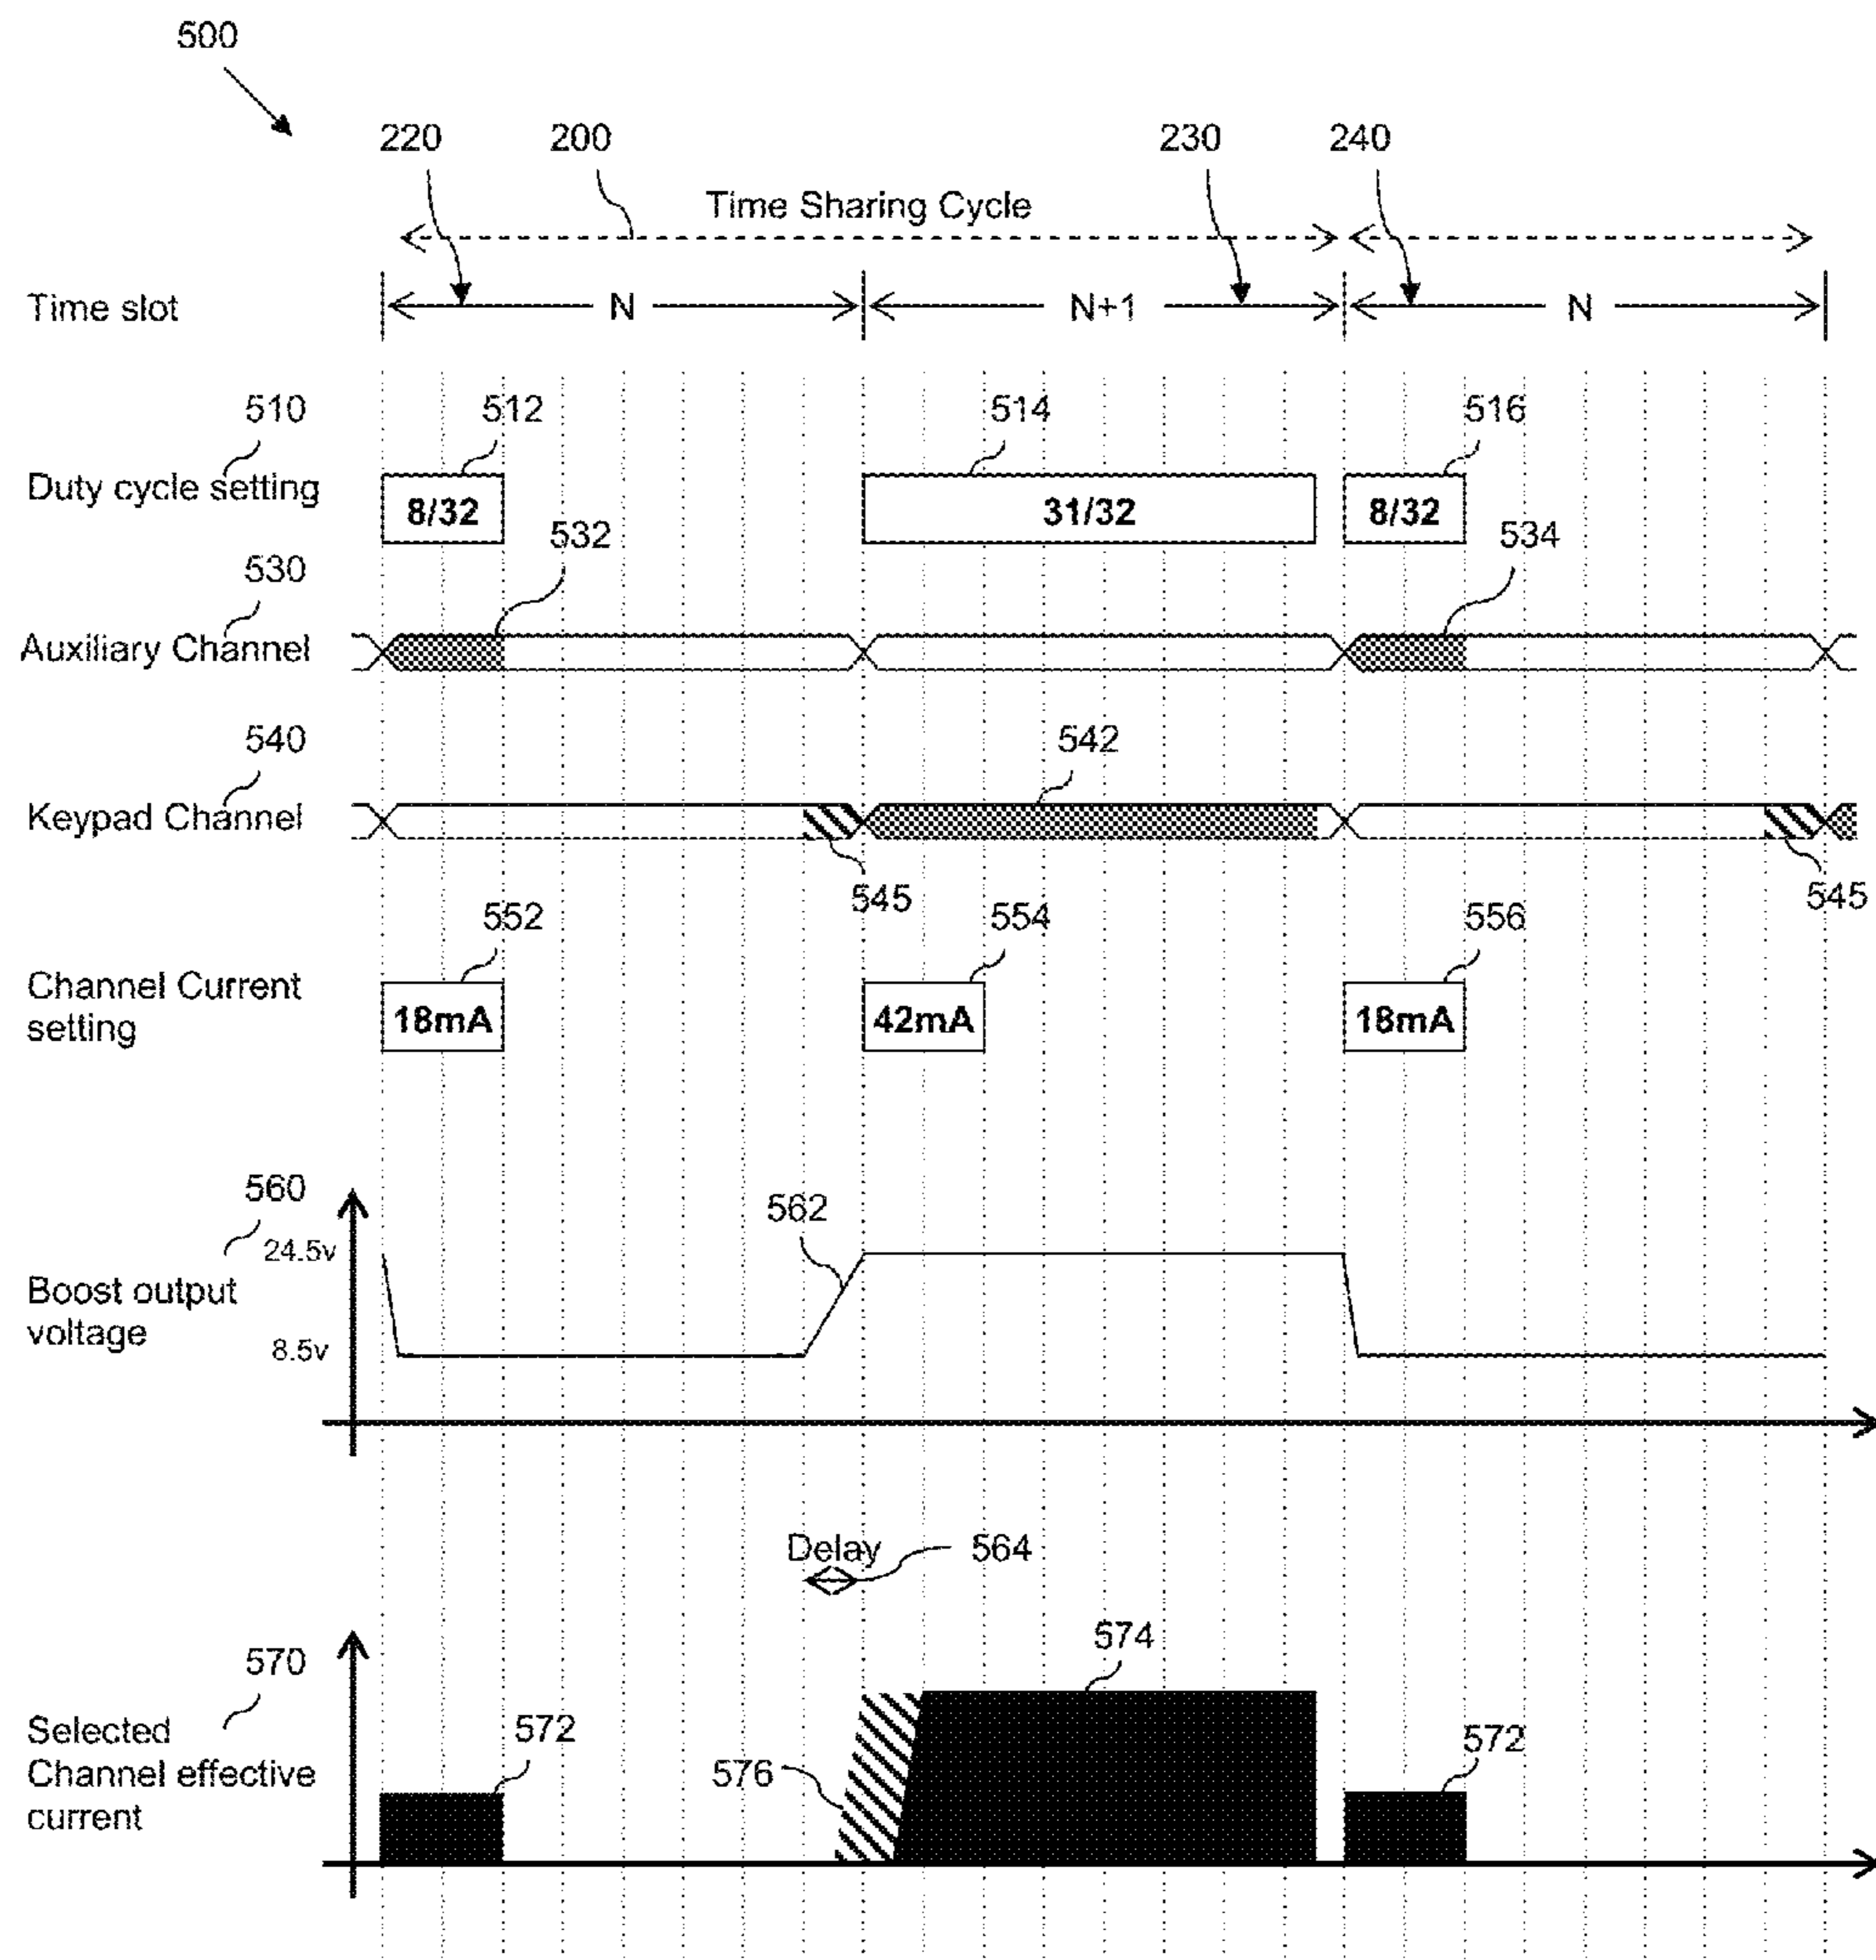 500
220
200
230
240
Time Sharing Cycle
Time slot
N
N+1
N
510
512
514
516
Duty cycle setting
8/32
31/32
8/32
530
532
534
Auxiliary Channel
540
542
Keypad Channel
545
545
552
554
556
Channel Current
setting
18mA
42mA
18mA
560
562
24.5v
Boost output
voltage
8.5v
Delay
564
570
574
Selected
Channel effective
current
572
576
572